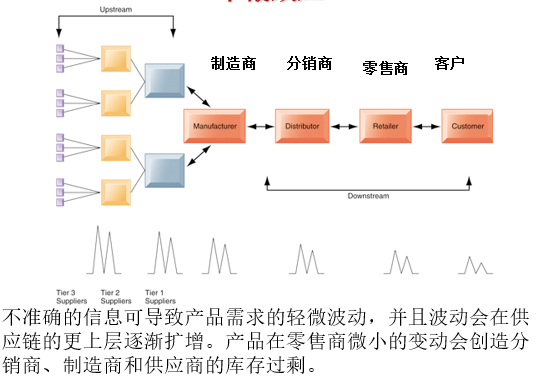 Upstream
制造商
分销商
零售商
客户
Manufacturer
Distributor
Retailer
Customer
Downstream
Tier 3
Suppliers
Tier 2
Suppliers
Tier 1
Suppliers
不准确的信息可导致产品需求的轻微波动，并且波动会在供
应链的更上层逐渐扩增。产品在零售商微小的变动会创造分
销商、制造商和供应商的库存过剩。